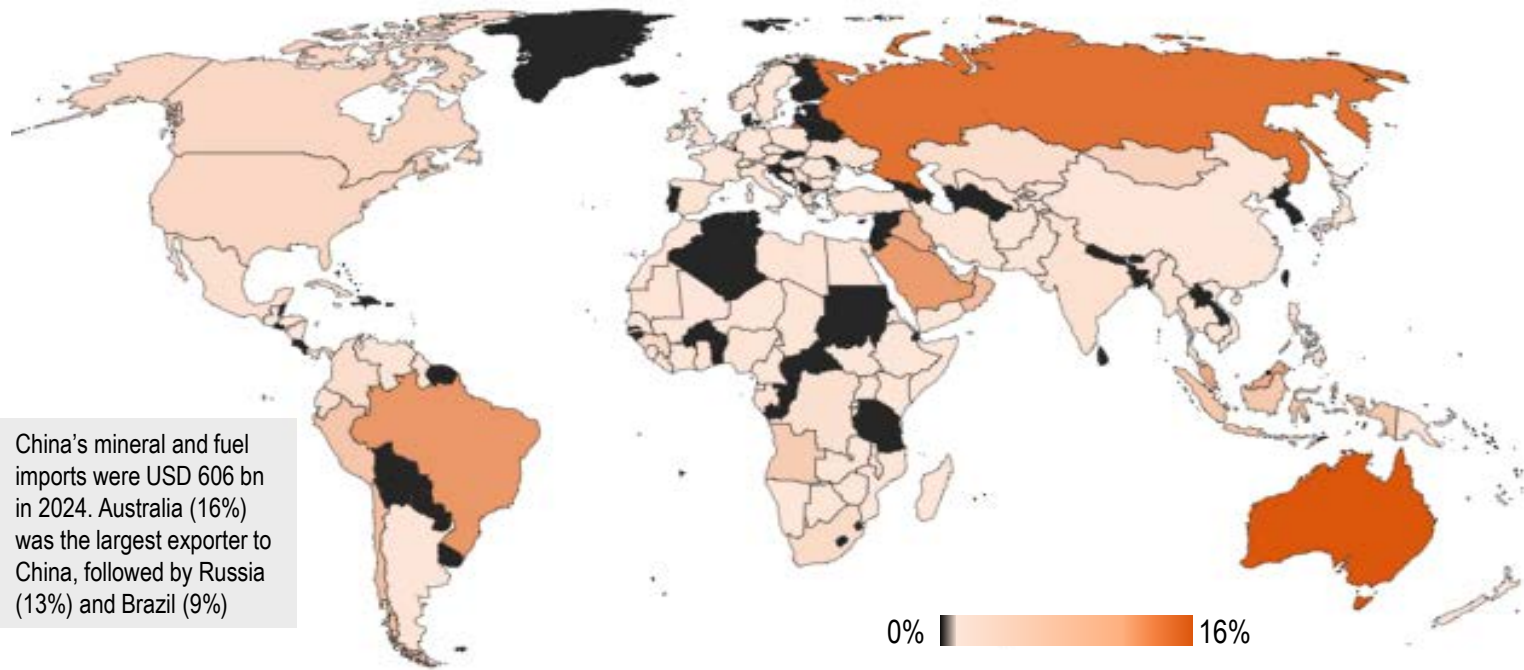 China's mineral and fuel
imports were USD 606 bn
in 2024. Australia (16%)
was the largest exporter to
China, followed by Russia
(13%) and Brazil (9%)
0%
16%